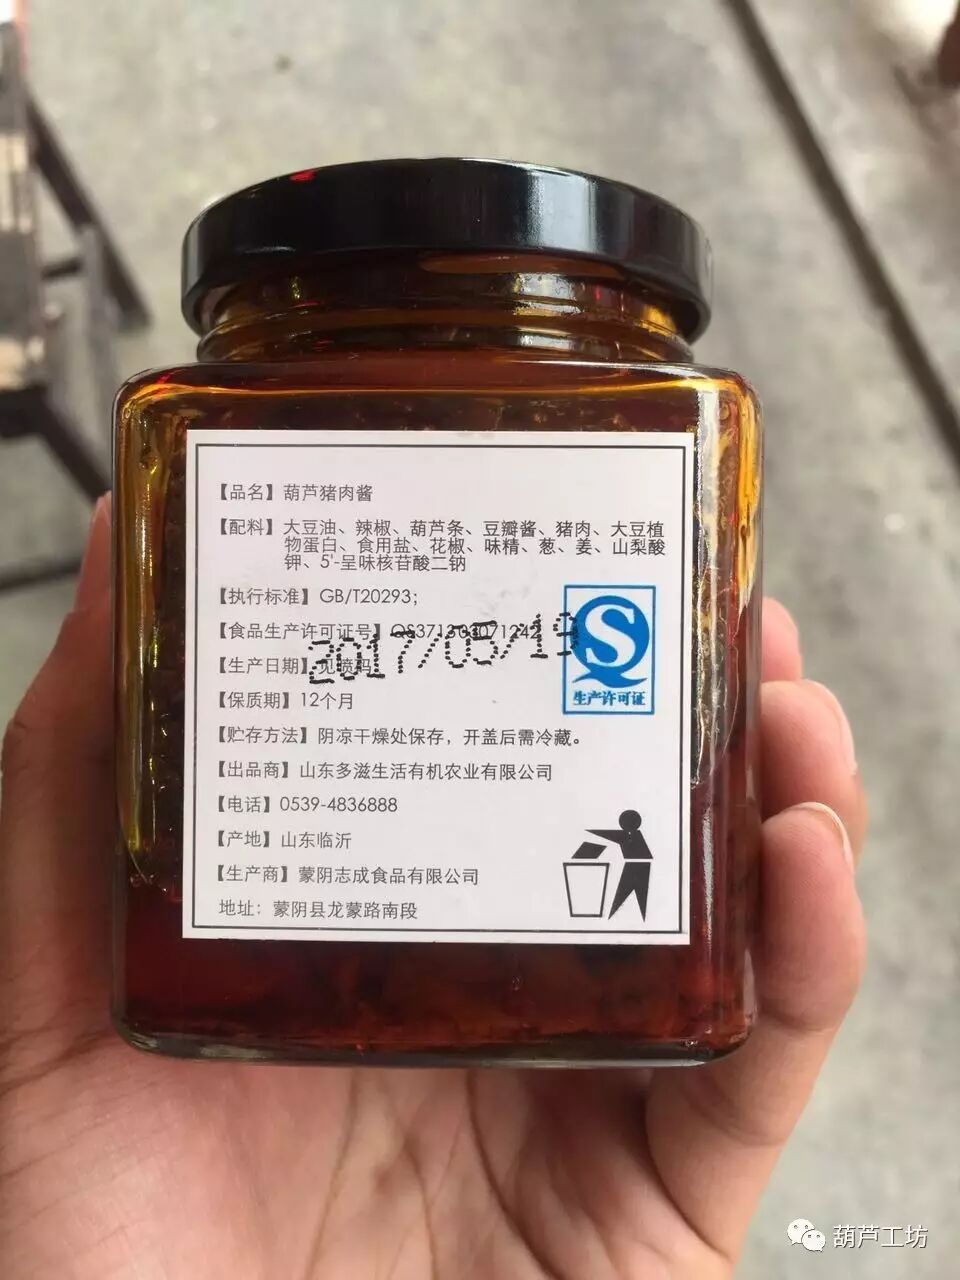 【品名】葫芦猪肉酱
【配料】大豆油、辣椒、葫芦条、豆瓣酱、猪肉、大豆植
物蛋白、食用盐、花椒、味精、葱、姜、山梨酸
钾、5'-呈味核苷酸二钠
【执行标准】GB/T20293；
【食品生产许可证号】
2017/05/19
【生产日期】见喷码
【保质期】12个月
【贮存方法】阴凉干燥处保存，开盖后需冷藏。
【出品商】山东多滋生活有机农业有限公司
【电话】0539-4836888
【产地】山东临沂
【生产商】蒙阴志成食品有限公司
地址：蒙阴县龙蒙路南段
生产许可证
葫芦工坊